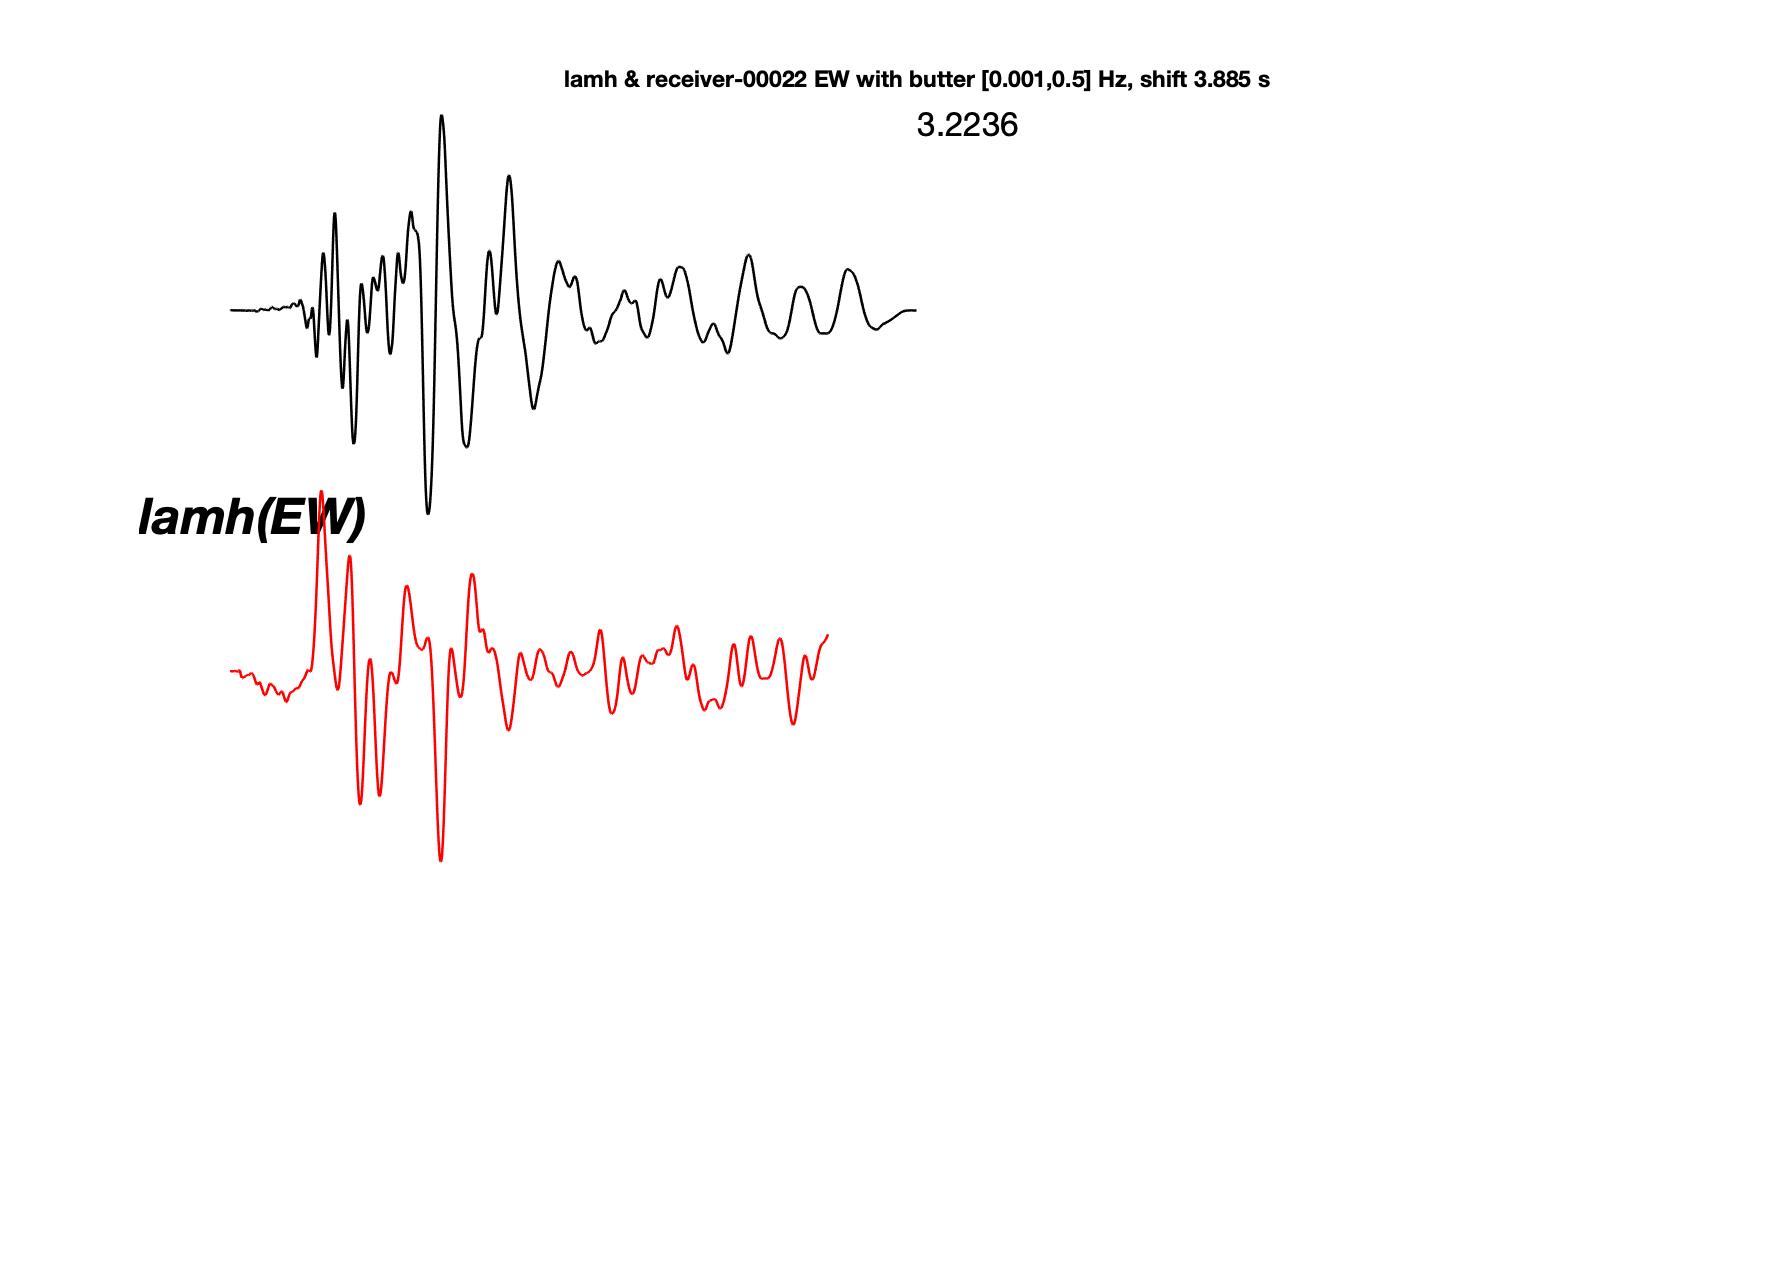 lamh & receiver-00022 EW with butter [0.001,0.5] Hz, shift 3.885 s
3.2236
lamh(EW)